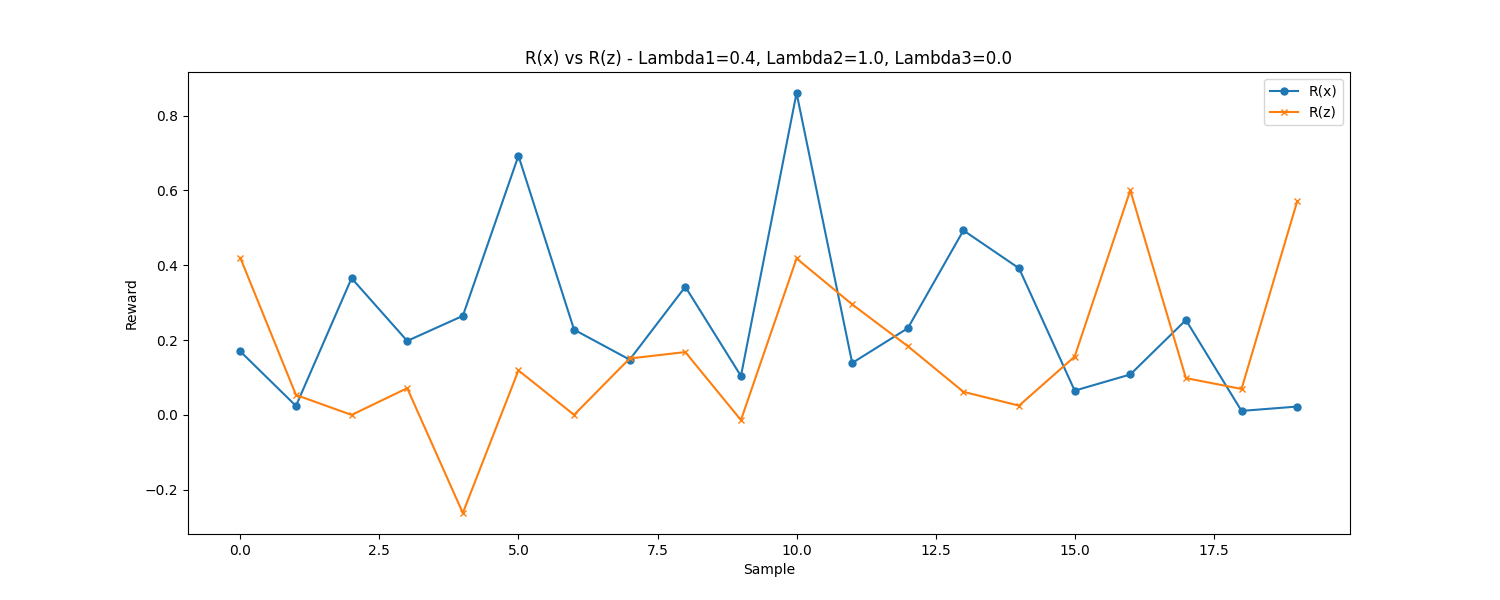 R(x) vs R(z) - Lambda1=0.4, Lambda2=1.0, Lambda3=0.0
R(x)
R(z)
Reward
0.8
0.6
0.4
0.2
0.0
−0.2
0.0 2.5 5.0 7.5 10.0 12.5 15.0 17.5
Sample